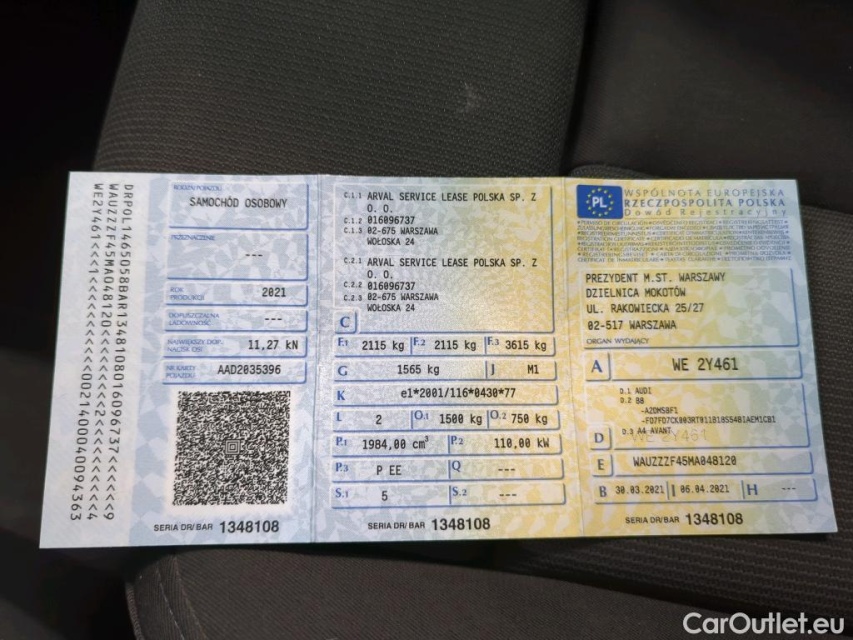 DRPOL1465058BBAR13481080160960737<<<<<<9
WAUZZZF45MA048120<<<<<<<<<<<2<<<<<<<2
RODZAJ POJAZDU
SAMOCHÓD OSOBOWY
PRZEZNACZENIE
---
ROK PRODUKCJI 2021
DOPUSZCZALNA ŁADOWNOŚĆ ---
NAJWIĘKSZY DOP. NACISK OSI 11,27 kN
NR KARTY POJAZDU AAD2035396
SERIA DR/BAR 1348108
C.1.1 ARVAL SERVICE LEASE POLSKA SP. Z
O. O.
C.1.2 016096737
C.1.3 02-675 WARSZAWA
WOŁOSKA 24
C.2.1 ARVAL SERVICE LEASE POLSKA SP. Z
O. O.
C.2.2 016096737
C.2.3 02-675 WARSZAWA
WOŁOSKA 24
C
F.1 2115 kg F.2 2115 kg F.3 3615 kg
G 1565 kg J M1
K e1*2001/116*0430*77
L 2 O.1 1500 kg O.2 750 kg
P.1 1984,00 cm³ P.2 110,00 kW
P.3 P EE Q ---
S.1 5 S.2 ---
SERIA DR/BAR 1348108
PL
WSPÓLNOTA EUROPEJSKA
RZECZPOSPOLITA POLSKA
Dowód Rejestracyjny
PREZYDENT M.ST. WARSZAWY
DZIELNICA MOKOTÓW
UL. RAKOWIECKA 25/27
02-517 WARSZAWA
ORGAN WYDAJĄCY
A WE 2Y461
D.1 AUDI
D.2 B8
D.3 A4 AVANT
D
E WAUZZZF45MA048120
B 30.03.2021 I 06.04.2021 H ---
SERIA DR/BAR 1348108
CarOutlet.eu